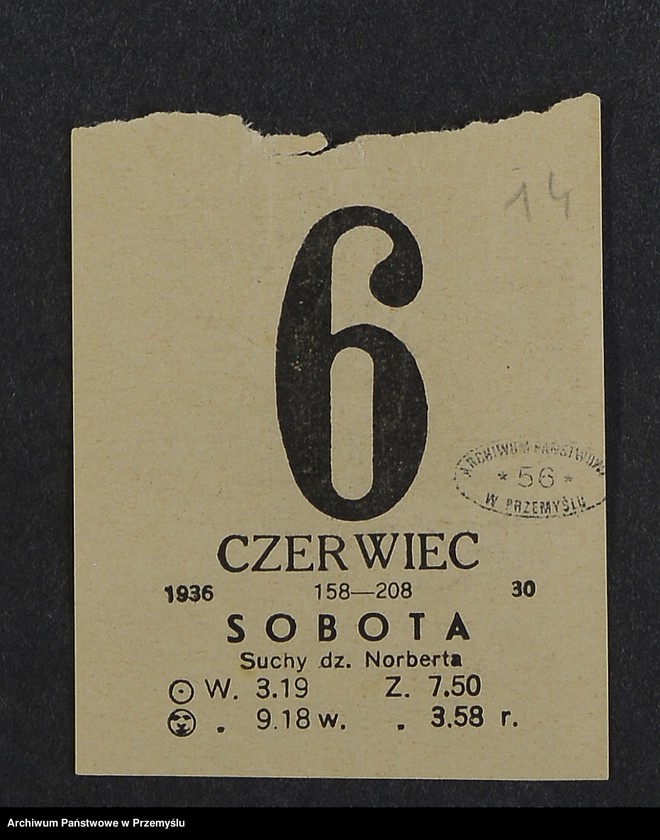 14
6
ARCHIWUM PAŃSTWOW
* 56 *
W PRZEMYŚLU
CZERWIEC
1936 158—208 30
SOBOTA
Suchy dz. Norberta
W. 3.19 Z. 7.50
. 9.18 w. . 3.58 r.
Archiwum Państwowe w Przemyślu